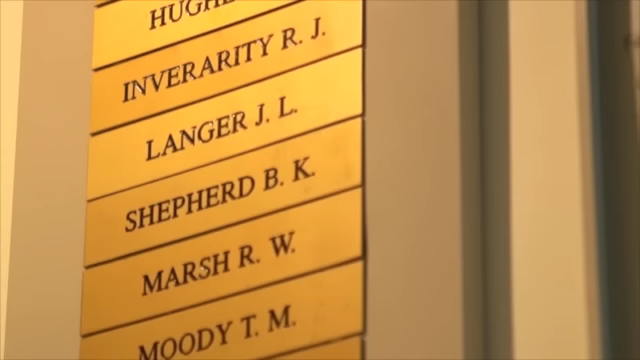 INVERARITY R. J.
LANGER J. L.
SHEPHERD B. K.
MARSH R. W.
MOODY T. M.